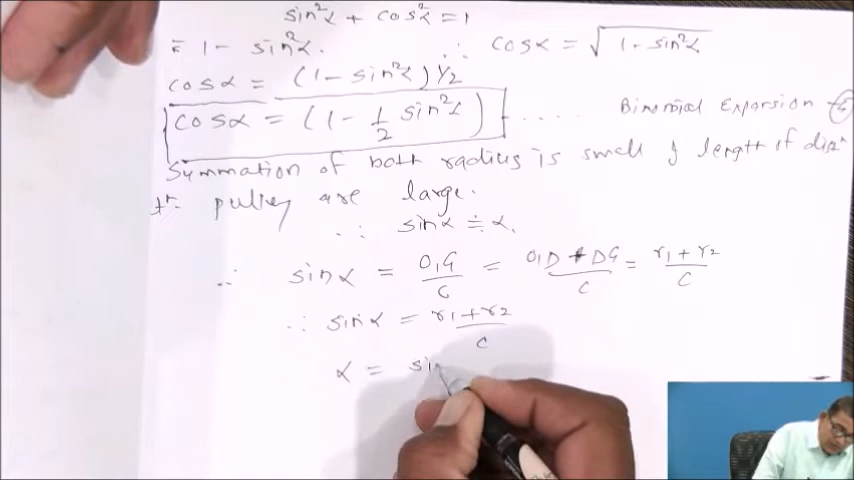 sin²α + cos²α = 1
= 1 - sin²α. ∴ cosα = √(1 - sin²α)
cosα = (1 - sin²α)^1/2
cosα = (1 - 1/2 sin²α) ..... Binomial Expansion
Summation of both radius is small & length of distn
pulley are large.
∴ sinα ≑ α.
∴ sinα = O₁G/C = O₁D + DG/C = r₁ + r₂/C
∴ sinα = r₁ + r₂/C
α = si